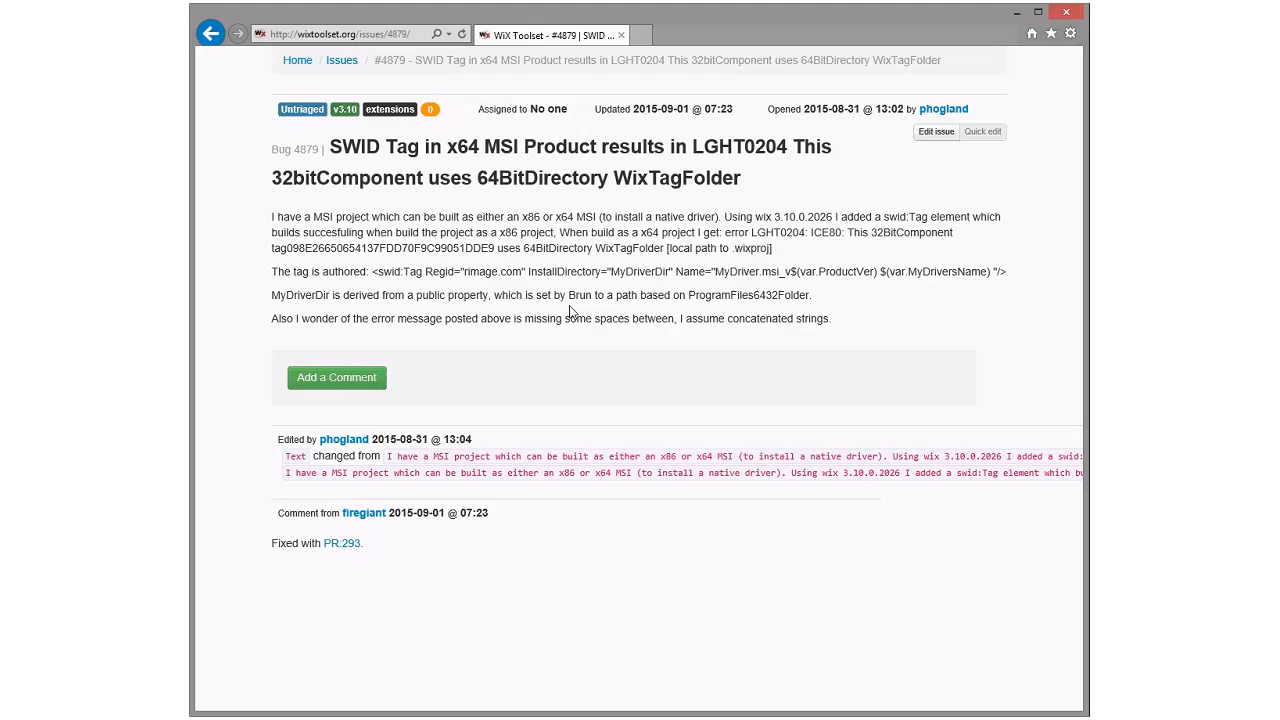 http://wixtoolset.org/issues/4879/
WiX Toolset - #4879 | SWID ...
Home / Issues / #4879 - SWID Tag in x64 MSI Product results in LGHT0204 This 32bitComponent uses 64BitDirectory WixTagFolder
Untriaged v3.10 extensions 0 Assigned to No one Updated 2015-09-01 @ 07:23 Opened 2015-08-31 @ 13:02 by phogland
Edit issue Quick edit
Bug 4879 | SWID Tag in x64 MSI Product results in LGHT0204 This
32bitComponent uses 64BitDirectory WixTagFolder
I have a MSI project which can be built as either an x86 or x64 MSI (to install a native driver). Using wix 3.10.0.2026 I added a swid:Tag element which
builds succesfuling when build the project as a x86 project, When build as a x64 project I get: error LGHT0204: ICE80: This 32BitComponent
tag098E26650654137FDD70F9C99051DDE9 uses 64BitDirectory WixTagFolder [local path to .wixproj]
The tag is authored: <swid:Tag Regid="rimage.com" InstallDirectory="MyDriverDir" Name="MyDriver.msi_v$(var.ProductVer) $(var.MyDriversName) "/>
MyDriverDir is derived from a public property, which is set by Brun to a path based on ProgramFiles6432Folder.
Also I wonder of the error message posted above is missing some spaces between, I assume concatenated strings.
Add a Comment
Edited by phogland 2015-08-31 @ 13:04
Text changed from I have a MSI project which can be built as either an x86 or x64 MSI (to install a native driver). Using wix 3.10.0.2026 I added a swid:
I have a MSI project which can be built as either an x86 or x64 MSI (to install a native driver). Using wix 3.10.0.2026 I added a swid:Tag element which bu
Comment from firegiant 2015-09-01 @ 07:23
Fixed with PR:293.